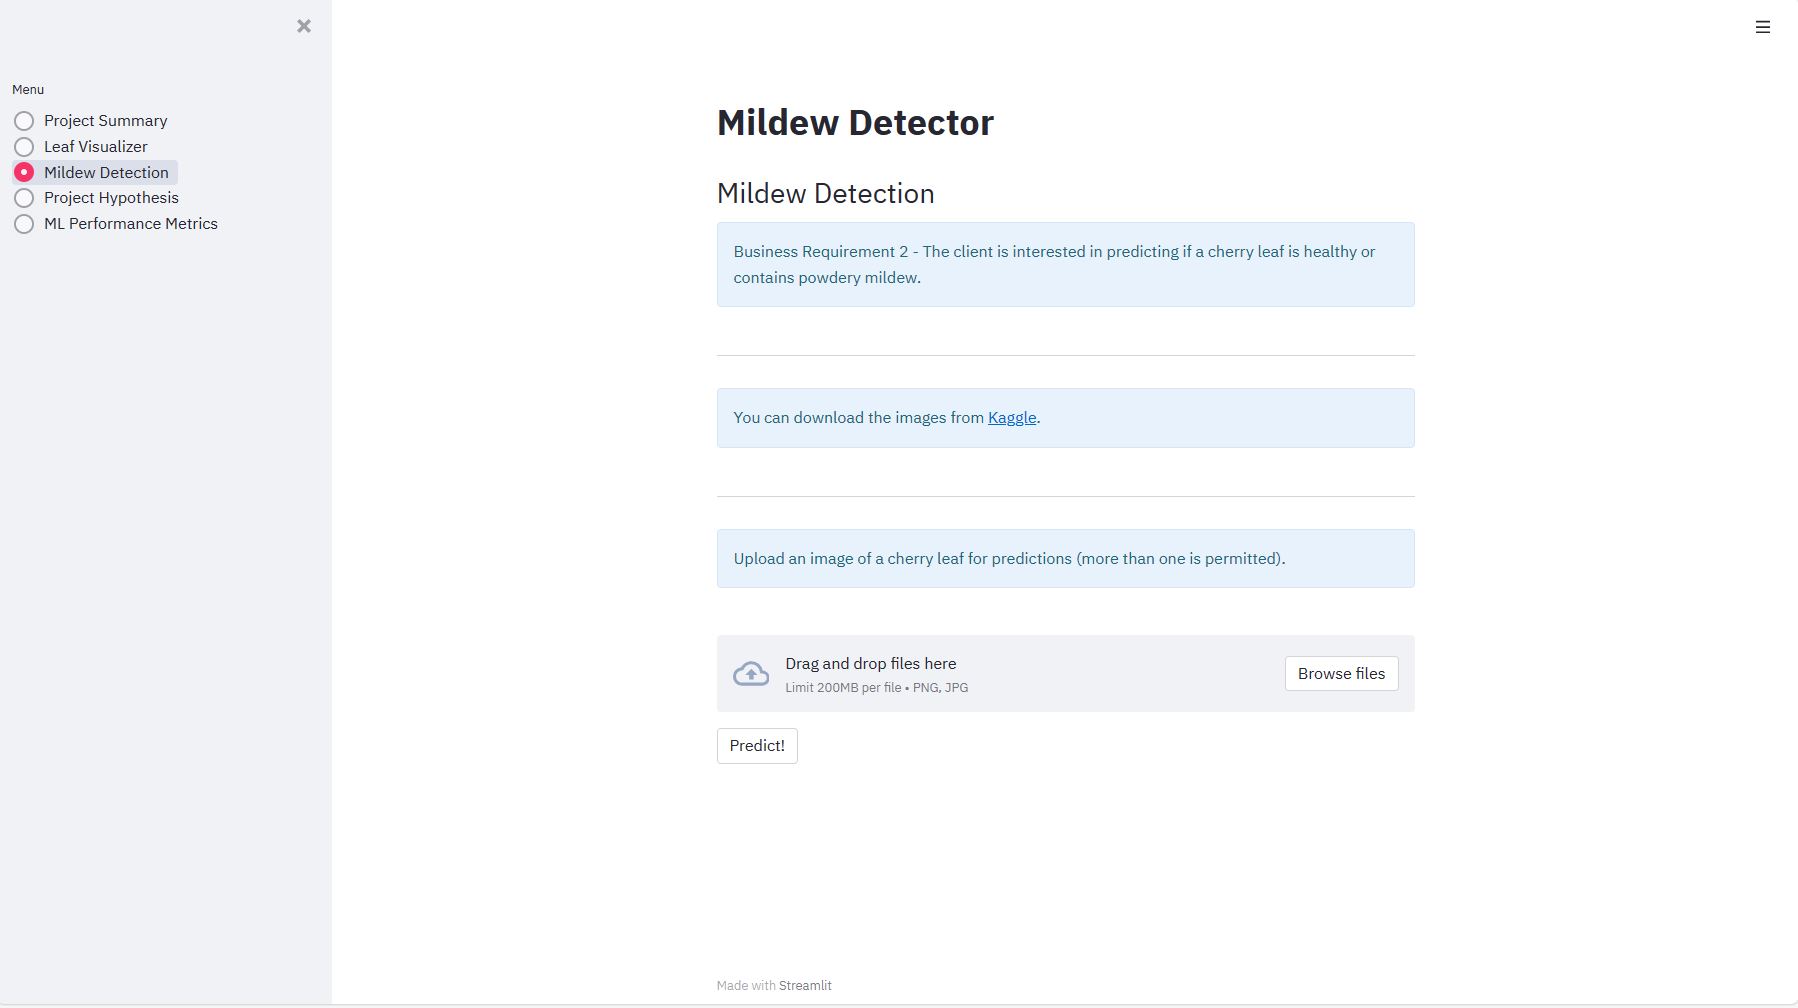 Menu
Project Summary
Leaf Visualizer
Mildew Detection
Project Hypothesis
ML Performance Metrics
Mildew Detector
Mildew Detection
Business Requirement 2 - The client is interested in predicting if a cherry leaf is healthy or
contains powdery mildew.
You can download the images from Kaggle.
Upload an image of a cherry leaf for predictions (more than one is permitted).
Drag and drop files here
Limit 200MB per file • PNG, JPG
Browse files
Predict!
Made with Streamlit